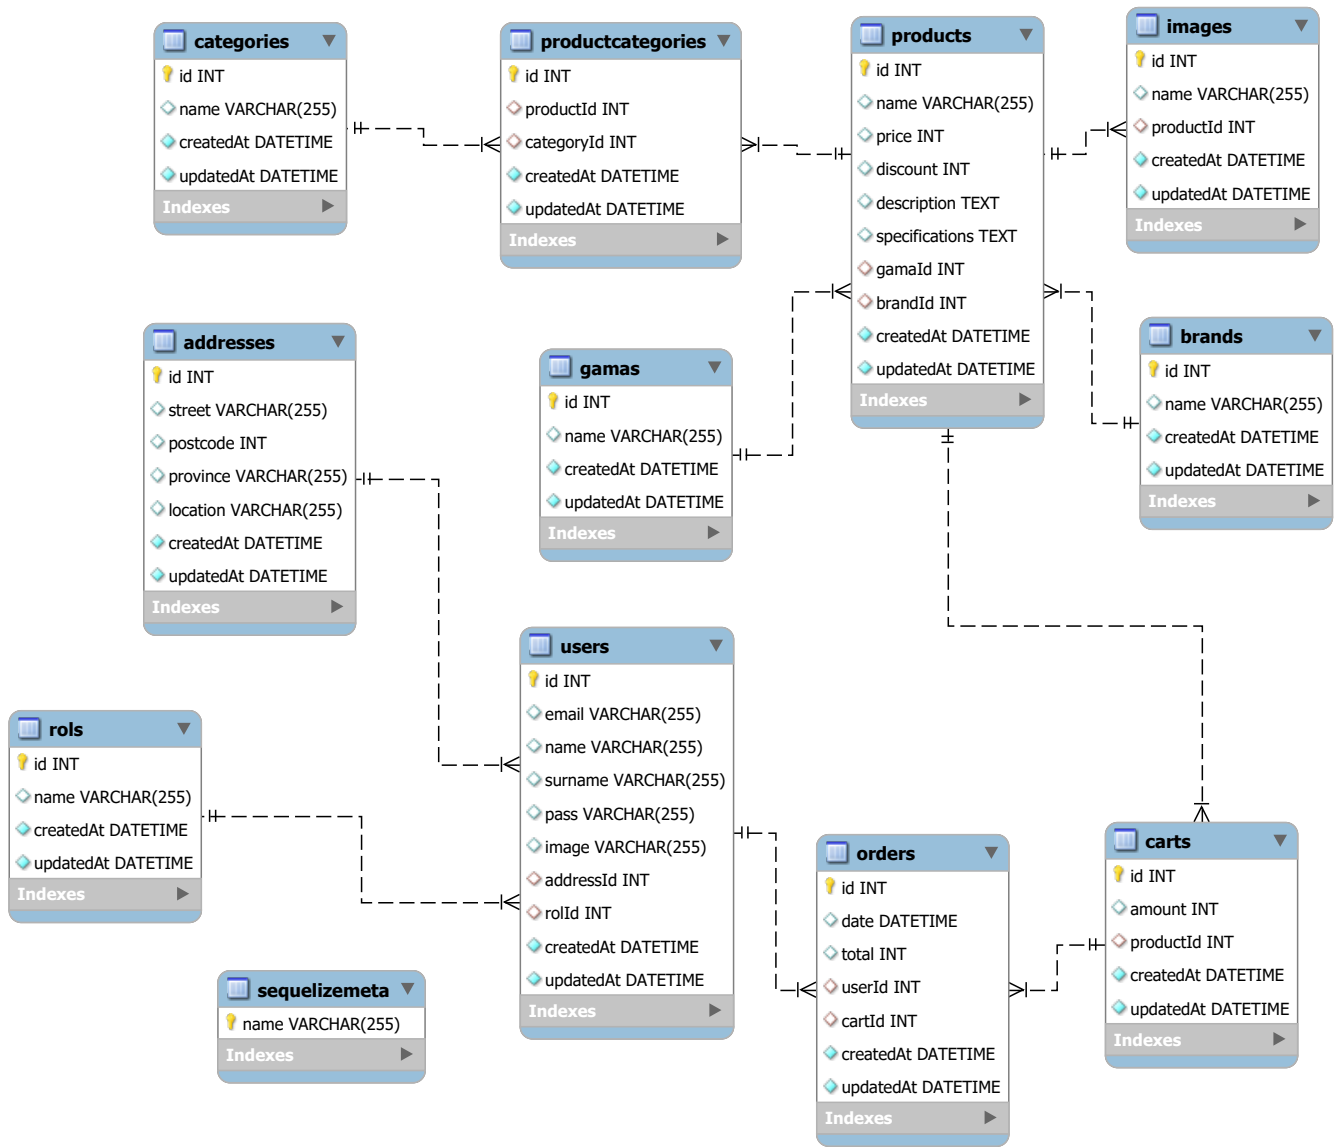 categories
id INT
name VARCHAR(255)
createdAt DATETIME
updatedAt DATETIME
Indexes
productcategories
id INT
productId INT
categoryId INT
createdAt DATETIME
updatedAt DATETIME
Indexes
products
id INT
name VARCHAR(255)
price INT
discount INT
description TEXT
specifications TEXT
gamaId INT
brandId INT
createdAt DATETIME
updatedAt DATETIME
Indexes
images
id INT
name VARCHAR(255)
productId INT
createdAt DATETIME
updatedAt DATETIME
Indexes
addresses
id INT
street VARCHAR(255)
postcode INT
province VARCHAR(255)
location VARCHAR(255)
createdAt DATETIME
updatedAt DATETIME
Indexes
gamas
id INT
name VARCHAR(255)
createdAt DATETIME
updatedAt DATETIME
Indexes
brands
id INT
name VARCHAR(255)
createdAt DATETIME
updatedAt DATETIME
Indexes
rols
id INT
name VARCHAR(255)
createdAt DATETIME
updatedAt DATETIME
Indexes
users
id INT
email VARCHAR(255)
name VARCHAR(255)
surname VARCHAR(255)
pass VARCHAR(255)
image VARCHAR(255)
addressId INT
rolId INT
createdAt DATETIME
updatedAt DATETIME
Indexes
orders
id INT
date DATETIME
total INT
userId INT
cartId INT
createdAt DATETIME
updatedAt DATETIME
Indexes
carts
id INT
amount INT
productId INT
createdAt DATETIME
updatedAt DATETIME
Indexes
sequelizemeta
name VARCHAR(255)
Indexes